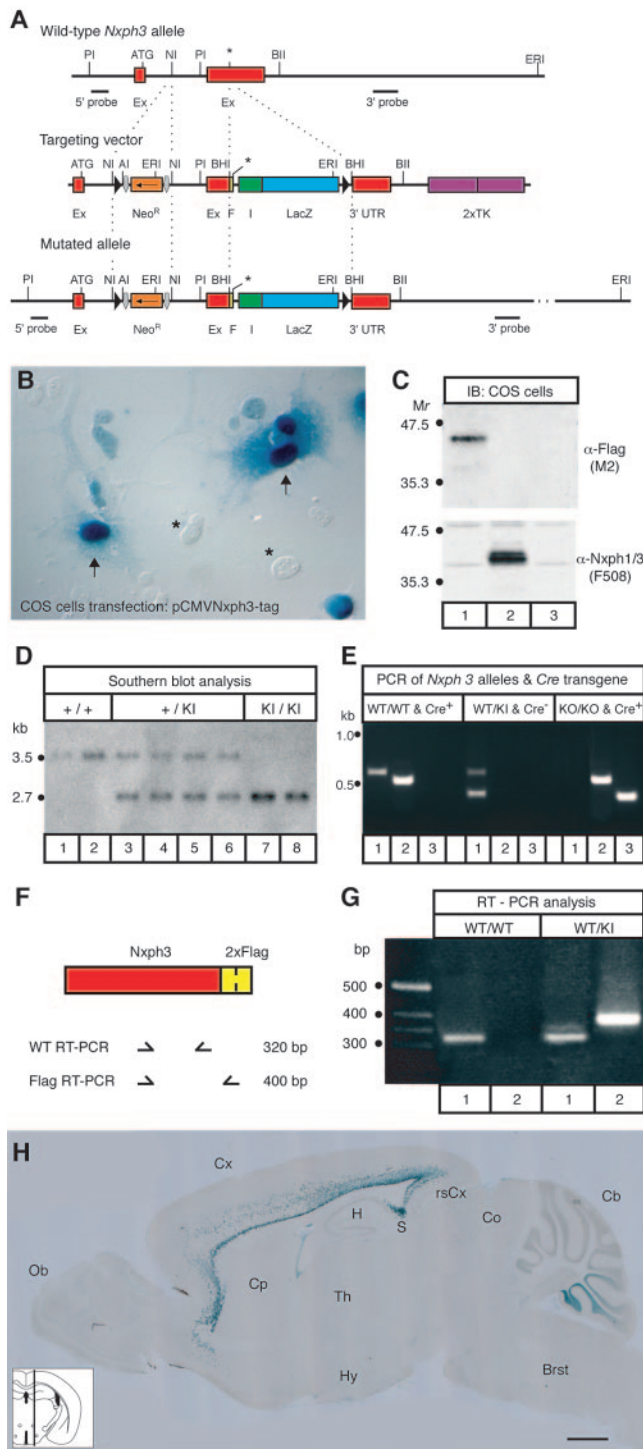 A
Wild-type Nxph3 allele
PI ATG NI PI * BII ERI
5' probe Ex Ex 3' probe
Targeting vector
ATG NI AI ERI NI PI BHI * ERI BHI BII
Ex NeoR Ex F I LacZ 3' UTR 2xTK
Mutated allele
PI ATG NI AI ERI NI PI BHI * ERI BHI BII ERI
5' probe Ex NeoR Ex F I LacZ 3' UTR 3' probe
B
* *
COS cells transfection: pCMVNxph3-tag
C
IB: COS cells
Mr
47.5
α-Flag
(M2)
35.3
47.5
α-Nxph1/3
(F508)
35.3
1 2 3
D
Southern blot analysis
+ / + + / KI KI / KI
kb
3.5
2.7
1 2 3 4 5 6 7 8
E
PCR of Nxph 3 alleles & Cre transgene
WT/WT & Cre+ WT/KI & Cre- KO/KO & Cre+
kb
1.0
0.5
1 2 3 1 2 3 1 2 3
F
Nxph3 2xFlag
WT RT-PCR 320 bp
Flag RT-PCR 400 bp
G
RT - PCR analysis
WT/WT WT/KI
bp
500
400
300
1 2 1 2
H
Cx
rsCx
Cb
H
S
Co
Ob
Cp
Th
Hy
Brst